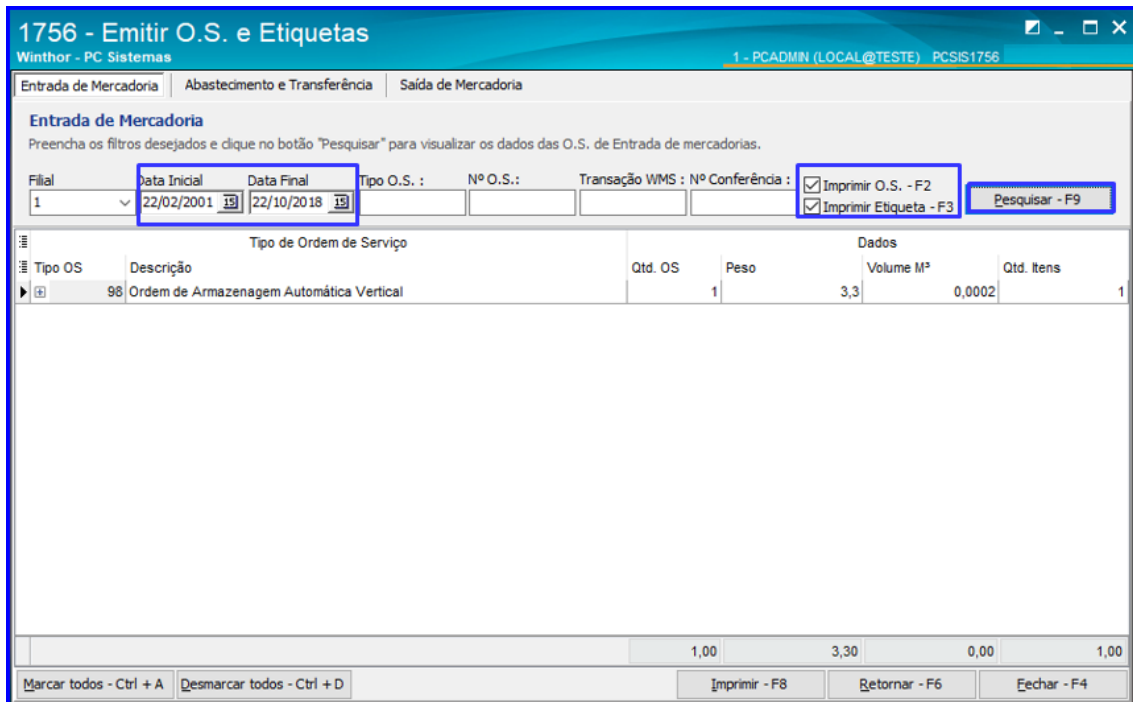 1756 - Emitir O.S. e Etiquetas
Winthor - PC Sistemas
1 - PCADMIN (LOCAL@TESTE) PCSIS1756
Entrada de Mercadoria Abastecimento e Transferência Saída de Mercadoria
Entrada de Mercadoria
Preencha os filtros desejados e clique no botão "Pesquisar" para visualizar os dados das O.S. de Entrada de mercadorias.
Filial Data Inicial Data Final Tipo O.S. : Nº O.S.: Transação WMS : Nº Conferência :
1 22/02/2001 15 22/10/2018 15
Imprimir O.S. - F2
Imprimir Etiqueta - F3
Pesquisar - F9
Tipo de Ordem de Serviço Dados
Tipo OS Descrição Qtd. OS Peso Volume M³ Qtd. Itens
98 Ordem de Armazenagem Automática Vertical 1 3,3 0,0002 1
1,00 3,30 0,00 1,00
Marcar todos - Ctrl + A Desmarcar todos - Ctrl + D Imprimir - F8 Retornar - F6 Fechar - F4